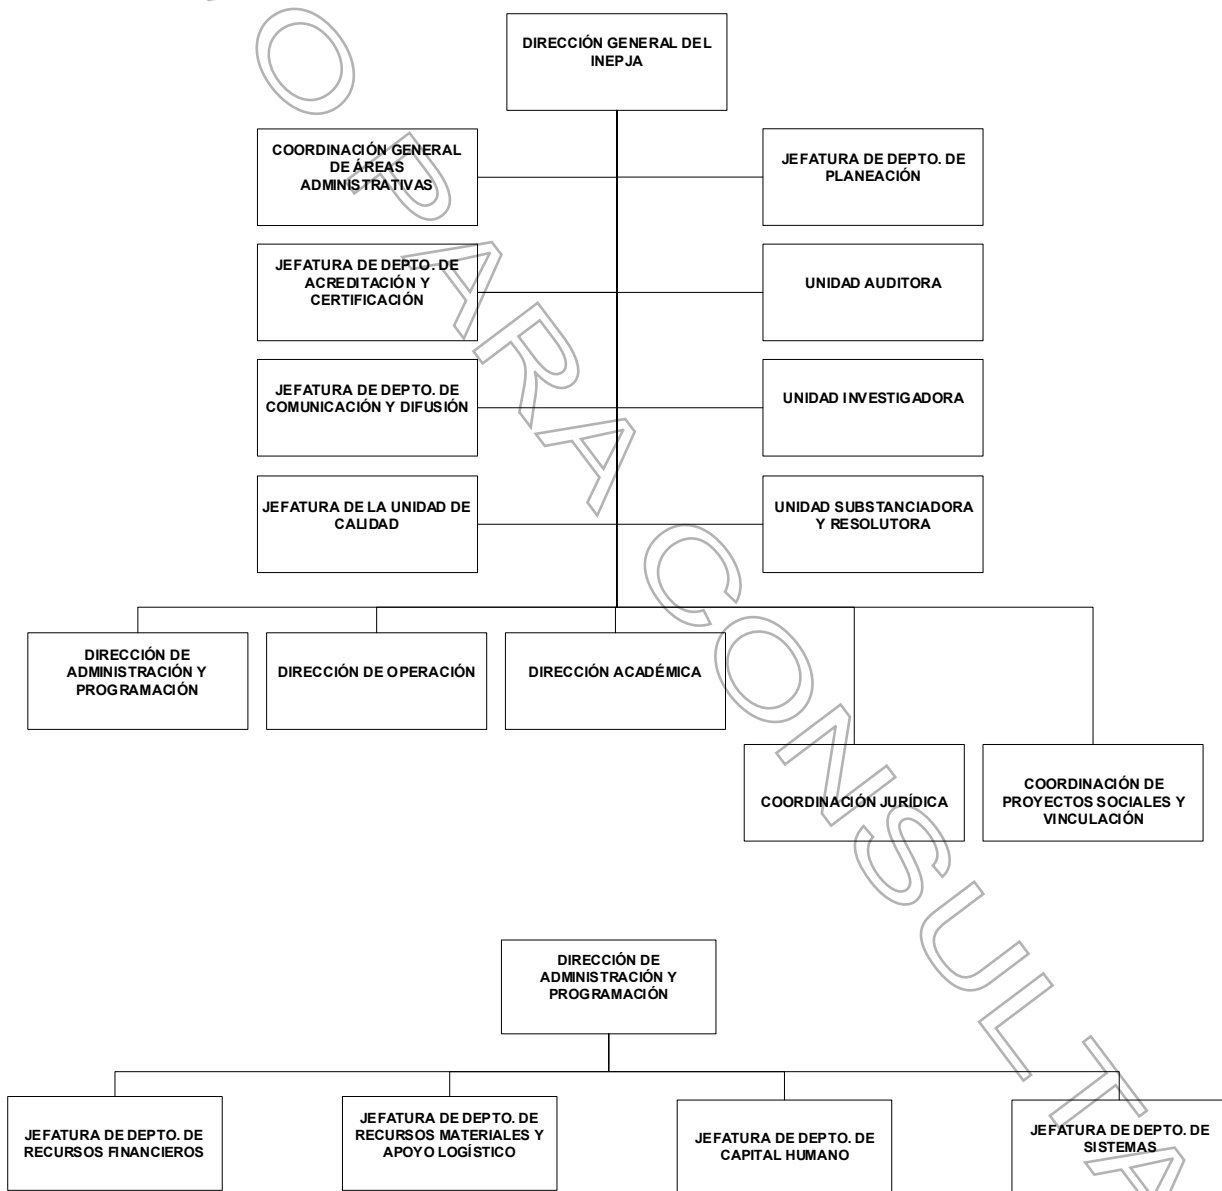 DIRECCIÓN GENERAL DEL
INEPJA
COORDINACIÓN GENERAL
DE ÁREAS
ADMINISTRATIVAS
JEFATURA DE DEPTO. DE
PLANEACIÓN
JEFATURA DE DEPTO. DE
ACREDITACIÓN Y
CERTIFICACIÓN
UNIDAD AUDITORA
JEFATURA DE DEPTO. DE
COMUNICACIÓN Y DIFUSIÓN
UNIDAD INVESTIGADORA
JEFATURA DE LA UNIDAD DE
CALIDAD
UNIDAD SUBSTANCIADORA
Y RESOLUTORA
DIRECCIÓN DE
ADMINISTRACIÓN Y
PROGRAMACIÓN
DIRECCIÓN DE OPERACIÓN
DIRECCIÓN ACADÉMICA
COORDINACIÓN JURÍDICA
COORDINACIÓN DE
PROYECTOS SOCIALES Y
VINCULACIÓN
DIRECCIÓN DE
ADMINISTRACIÓN Y
PROGRAMACIÓN
JEFATURA DE DEPTO. DE
RECURSOS FINANCIEROS
JEFATURA DE DEPTO. DE
RECURSOS MATERIALES Y
APOYO LOGÍSTICO
JEFATURA DE DEPTO. DE
CAPITAL HUMANO
JEFATURA DE DEPTO. DE
SISTEMAS
O PARA CONSULTA